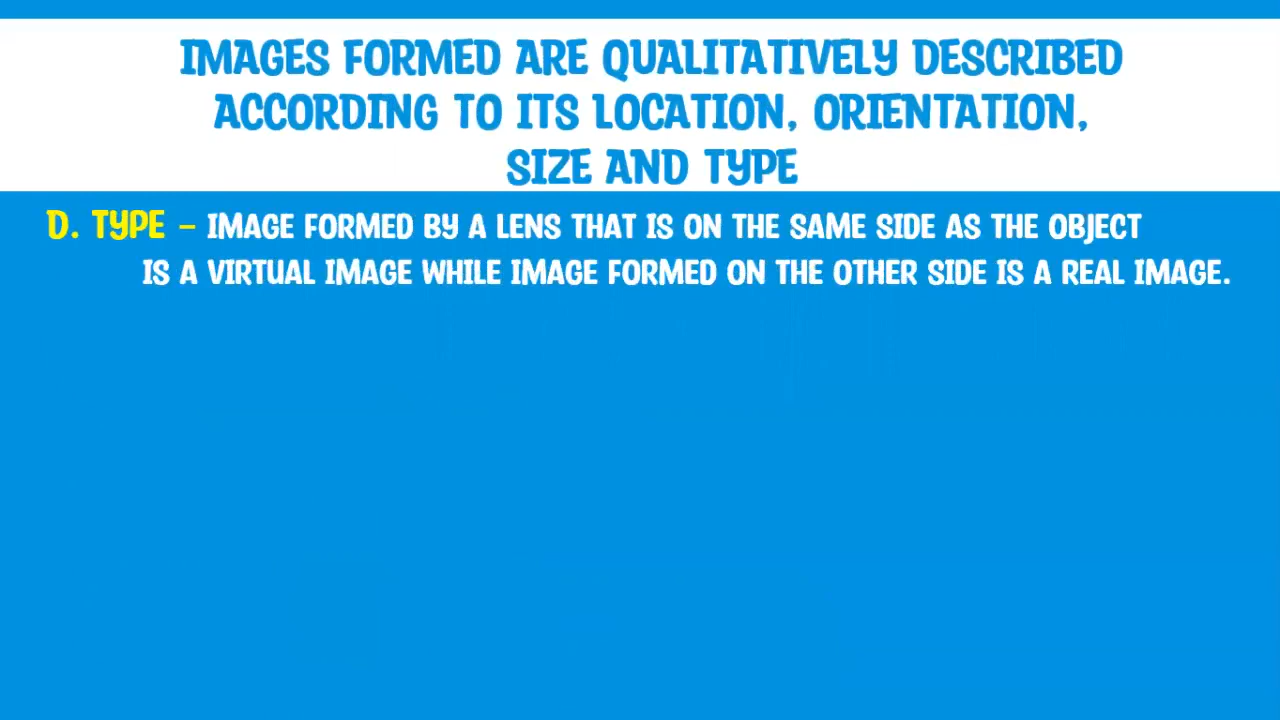 IMAGES FORMED ARE QUALITATIVELY DESCRIBED
ACCORDING TO ITS LOCATION, ORIENTATION,
SIZE AND TYPE
D. TYPE – IMAGE FORMED BY A LENS THAT IS ON THE SAME SIDE AS THE OBJECT
IS A VIRTUAL IMAGE WHILE IMAGE FORMED ON THE OTHER SIDE IS A REAL IMAGE.